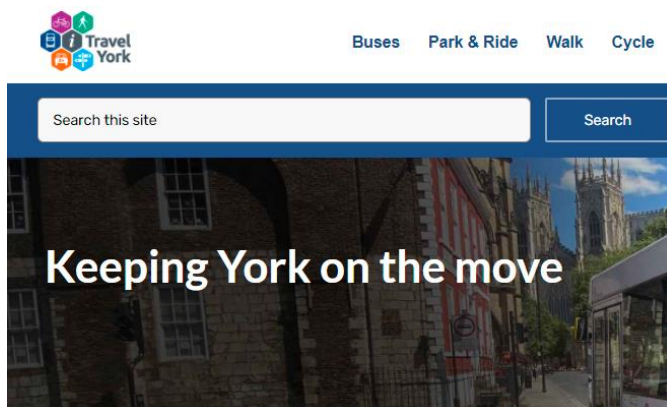 Travel
York
Buses Park & Ride Walk Cycle
Search this site Search
Keeping York on the move